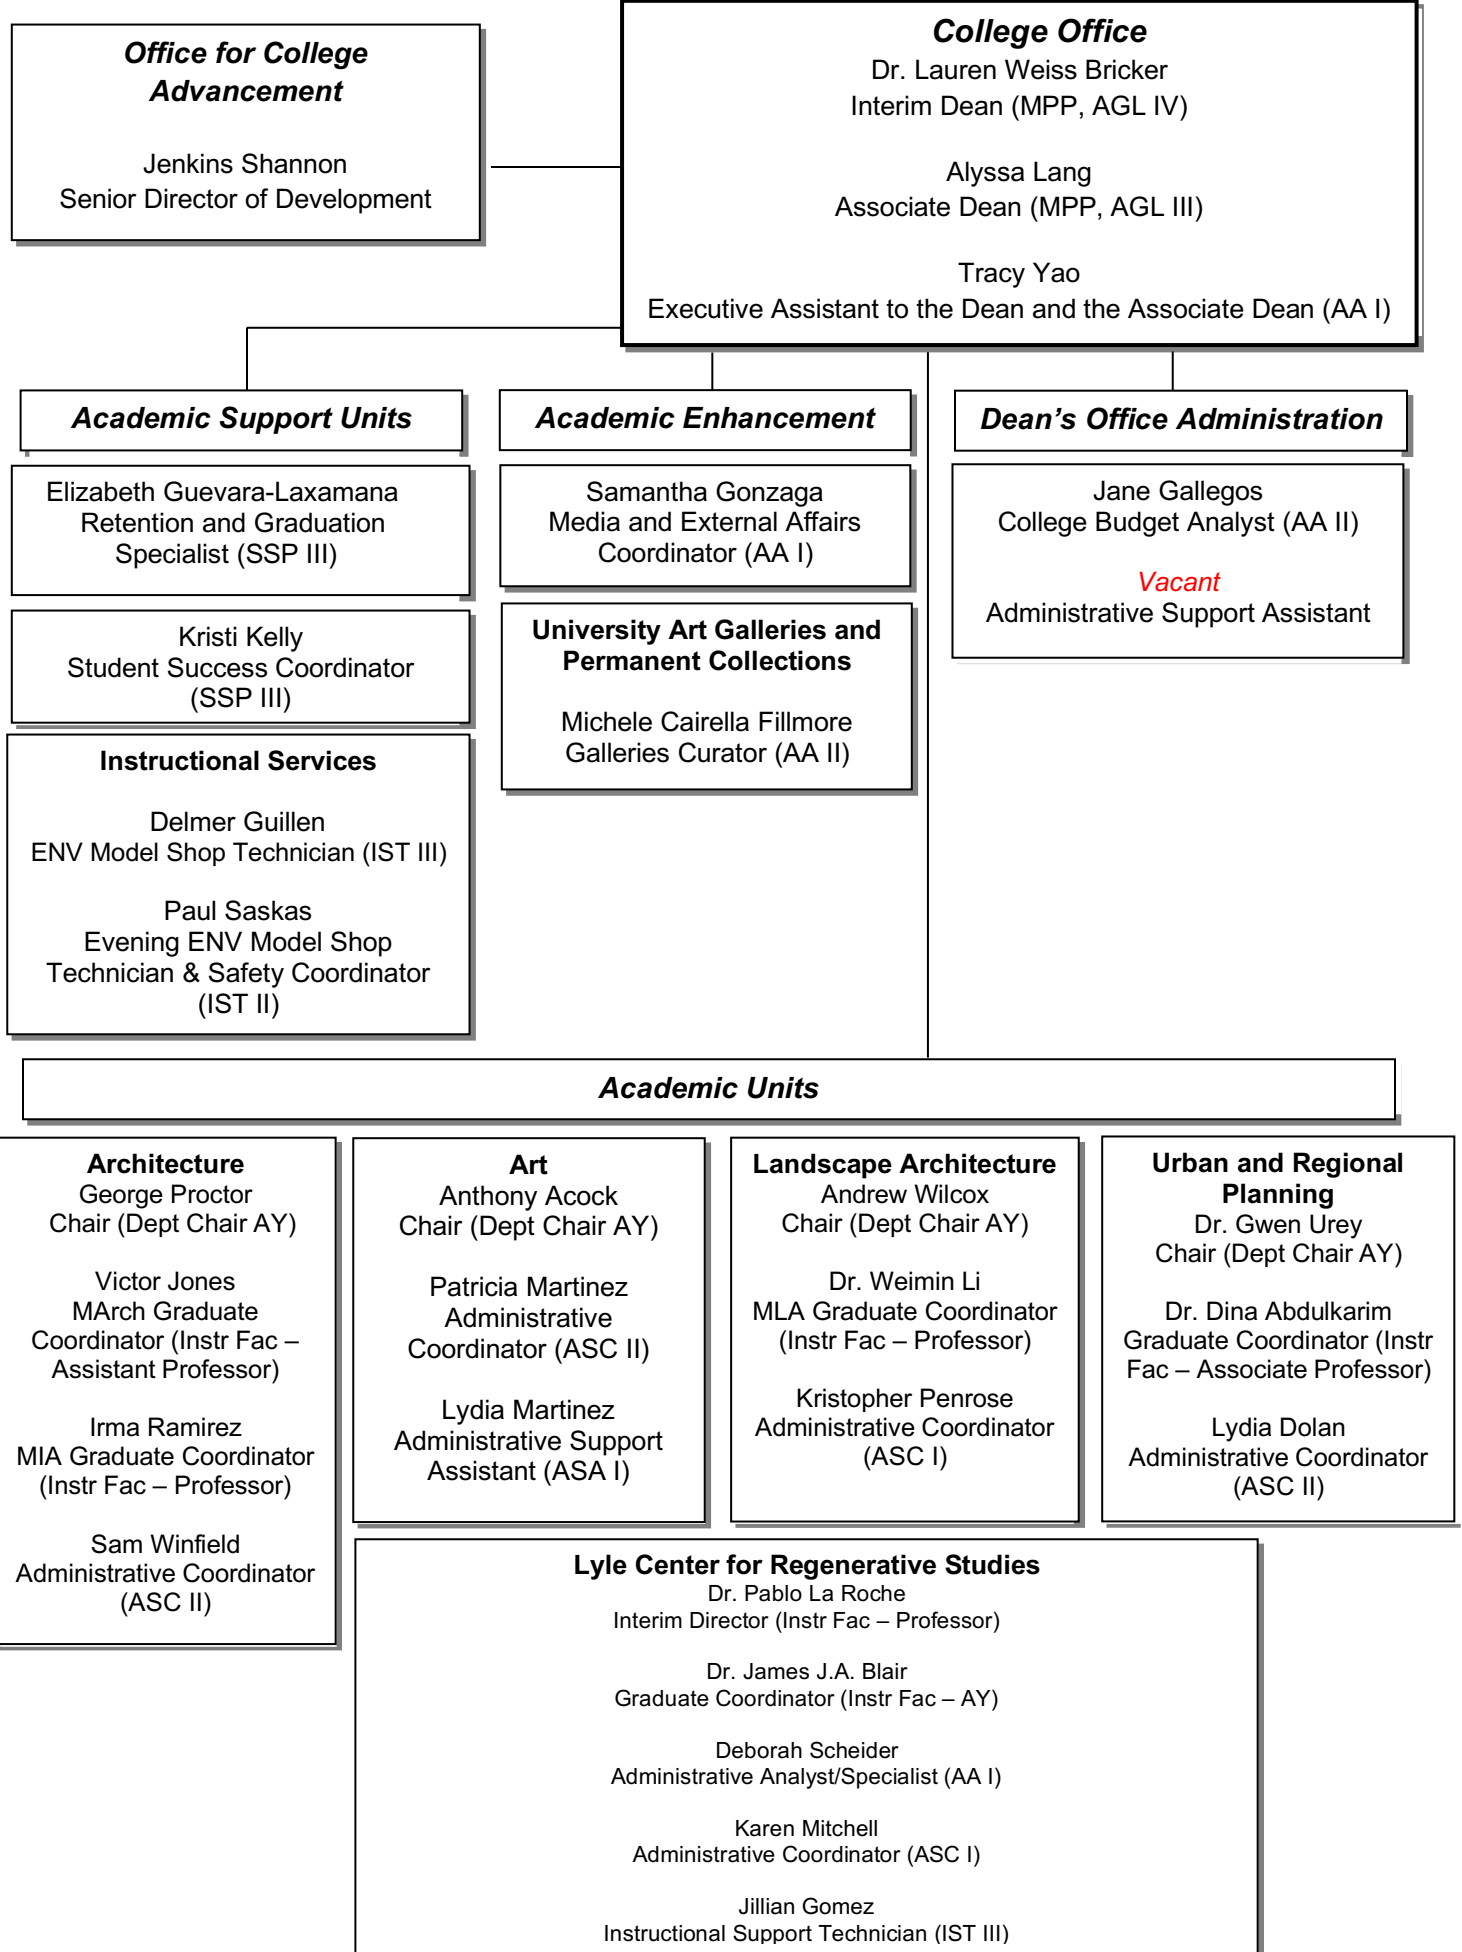 Office for College
Advancement
Jenkins Shannon
Senior Director of Development
College Office
Dr. Lauren Weiss Bricker
Interim Dean (MPP, AGL IV)
Alyssa Lang
Associate Dean (MPP, AGL III)
Tracy Yao
Executive Assistant to the Dean and the Associate Dean (AA I)
Academic Support Units
Elizabeth Guevara-Laxamana
Retention and Graduation
Specialist (SSP III)
Kristi Kelly
Student Success Coordinator
(SSP III)
Instructional Services
Delmer Guillen
ENV Model Shop Technician (IST III)
Paul Saskas
Evening ENV Model Shop
Technician & Safety Coordinator
(IST II)
Academic Enhancement
Samantha Gonzaga
Media and External Affairs
Coordinator (AA I)
University Art Galleries and
Permanent Collections
Michele Cairella Fillmore
Galleries Curator (AA II)
Dean's Office Administration
Jane Gallegos
College Budget Analyst (AA II)
Vacant
Administrative Support Assistant
Academic Units
Architecture
George Proctor
Chair (Dept Chair AY)
Victor Jones
MArch Graduate
Coordinator (Instr Fac –
Assistant Professor)
Irma Ramirez
MIA Graduate Coordinator
(Instr Fac – Professor)
Sam Winfield
Administrative Coordinator
(ASC II)
Art
Anthony Acock
Chair (Dept Chair AY)
Patricia Martinez
Administrative
Coordinator (ASC II)
Lydia Martinez
Administrative Support
Assistant (ASA I)
Landscape Architecture
Andrew Wilcox
Chair (Dept Chair AY)
Dr. Weimin Li
MLA Graduate Coordinator
(Instr Fac – Professor)
Kristopher Penrose
Administrative Coordinator
(ASC I)
Urban and Regional
Planning
Dr. Gwen Urey
Chair (Dept Chair AY)
Dr. Dina Abdulkarim
Graduate Coordinator (Instr
Fac – Associate Professor)
Lydia Dolan
Administrative Coordinator
(ASC II)
Lyle Center for Regenerative Studies
Dr. Pablo La Roche
Interim Director (Instr Fac – Professor)
Dr. James J.A. Blair
Graduate Coordinator (Instr Fac – AY)
Deborah Scheider
Administrative Analyst/Specialist (AA I)
Karen Mitchell
Administrative Coordinator (ASC I)
Jillian Gomez
Instructional Support Technician (IST III)